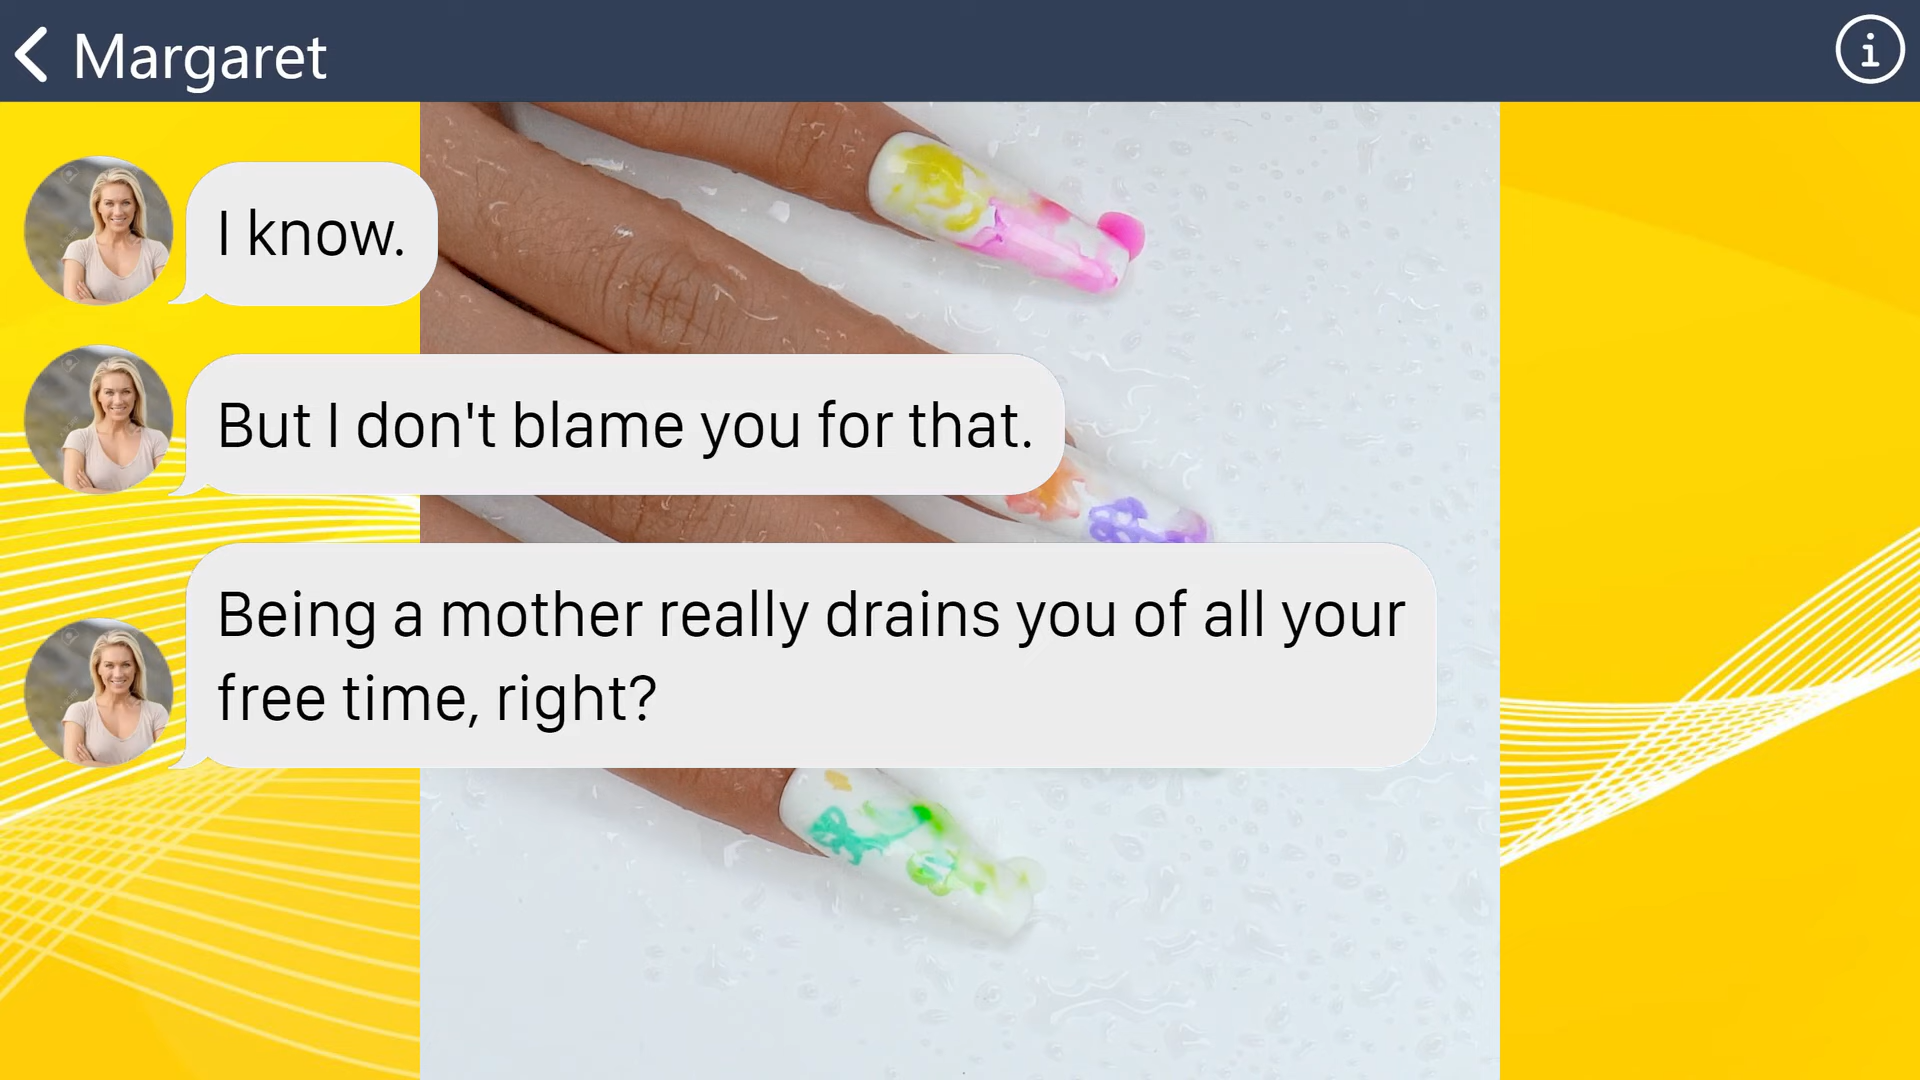 Margaret
I know.
But I don't blame you for that.
Being a mother really drains you of all your
free time, right?